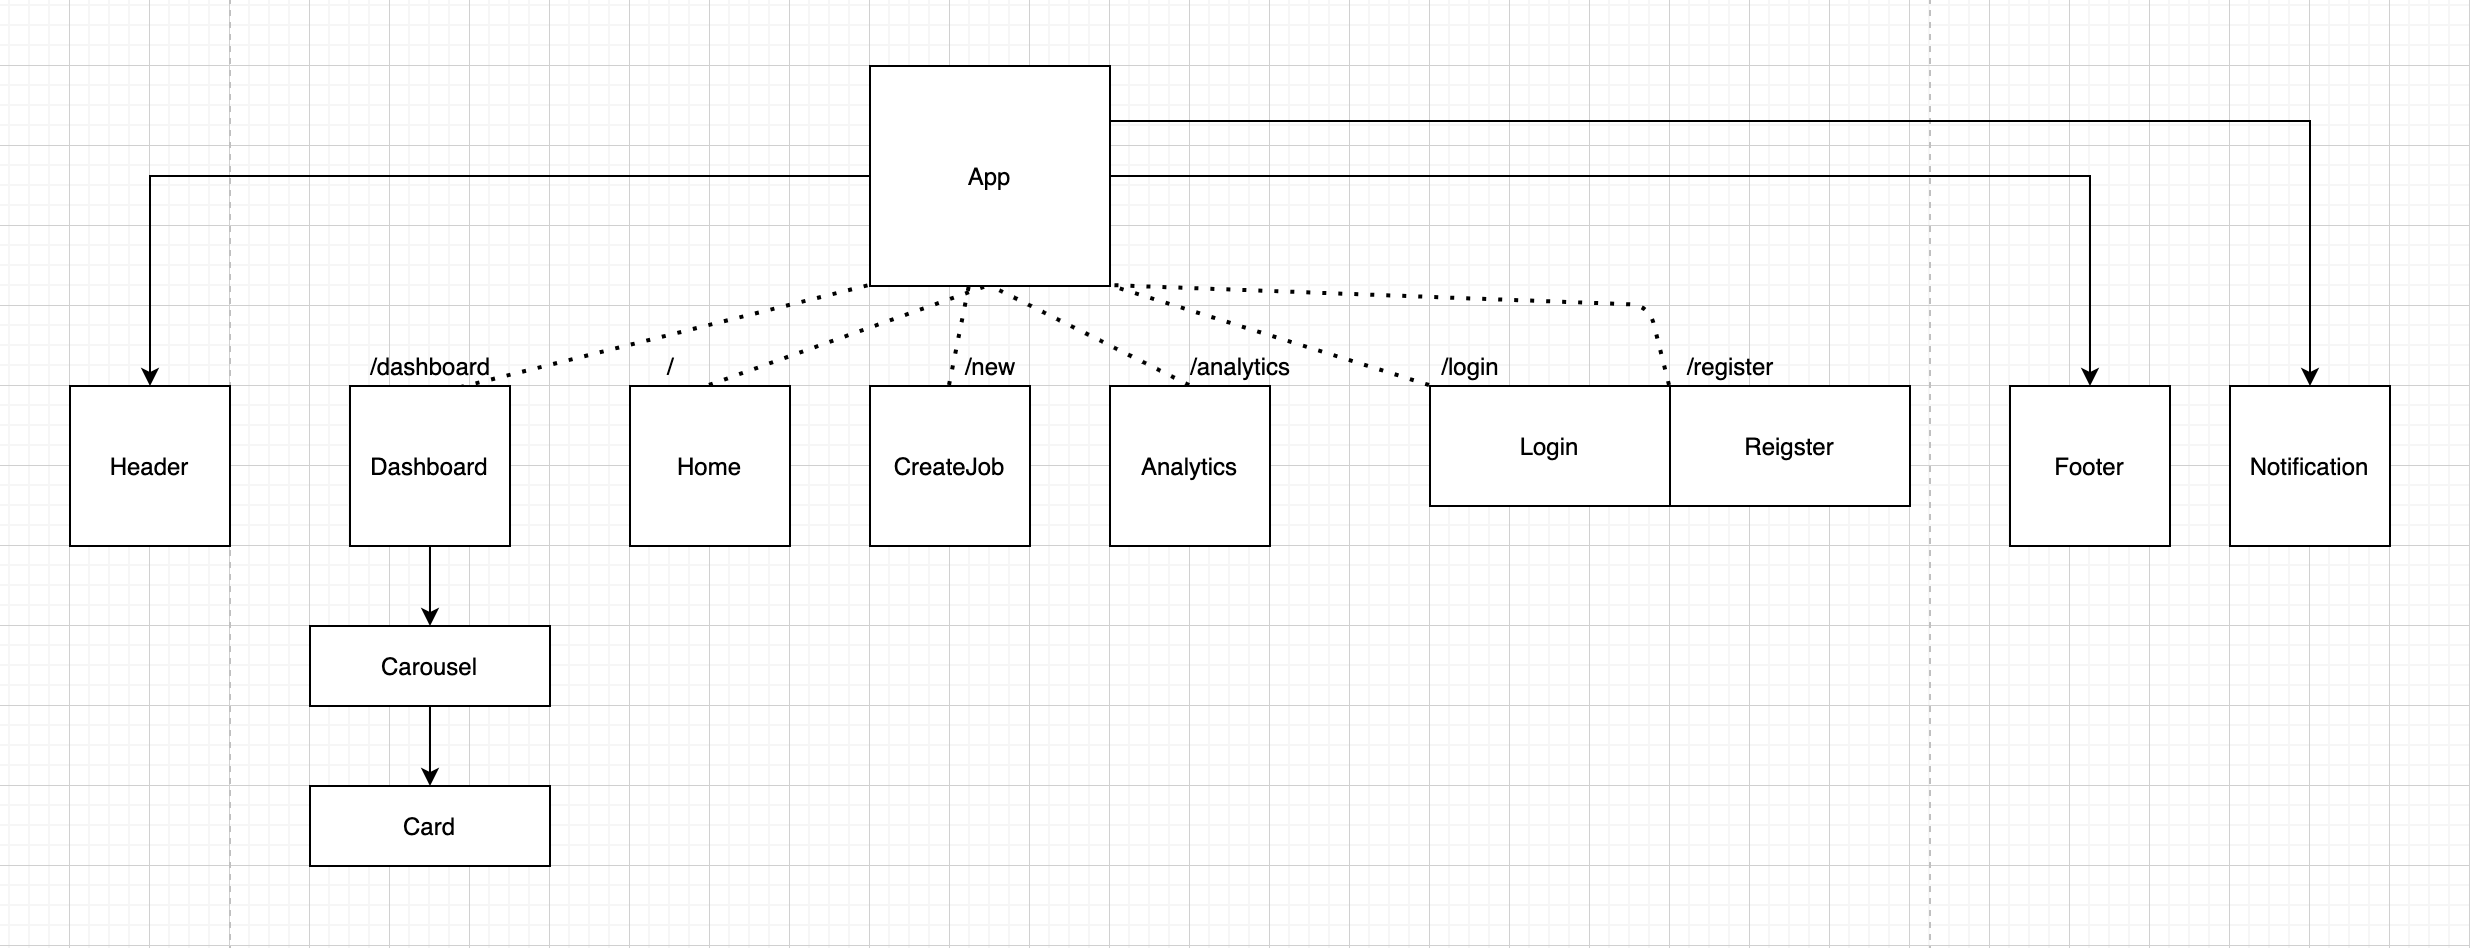 App
/dashboard
/
/new
/analytics
/login
/register
Header
Dashboard
Home
CreateJob
Analytics
Login
Reigster
Footer
Notification
Carousel
Card